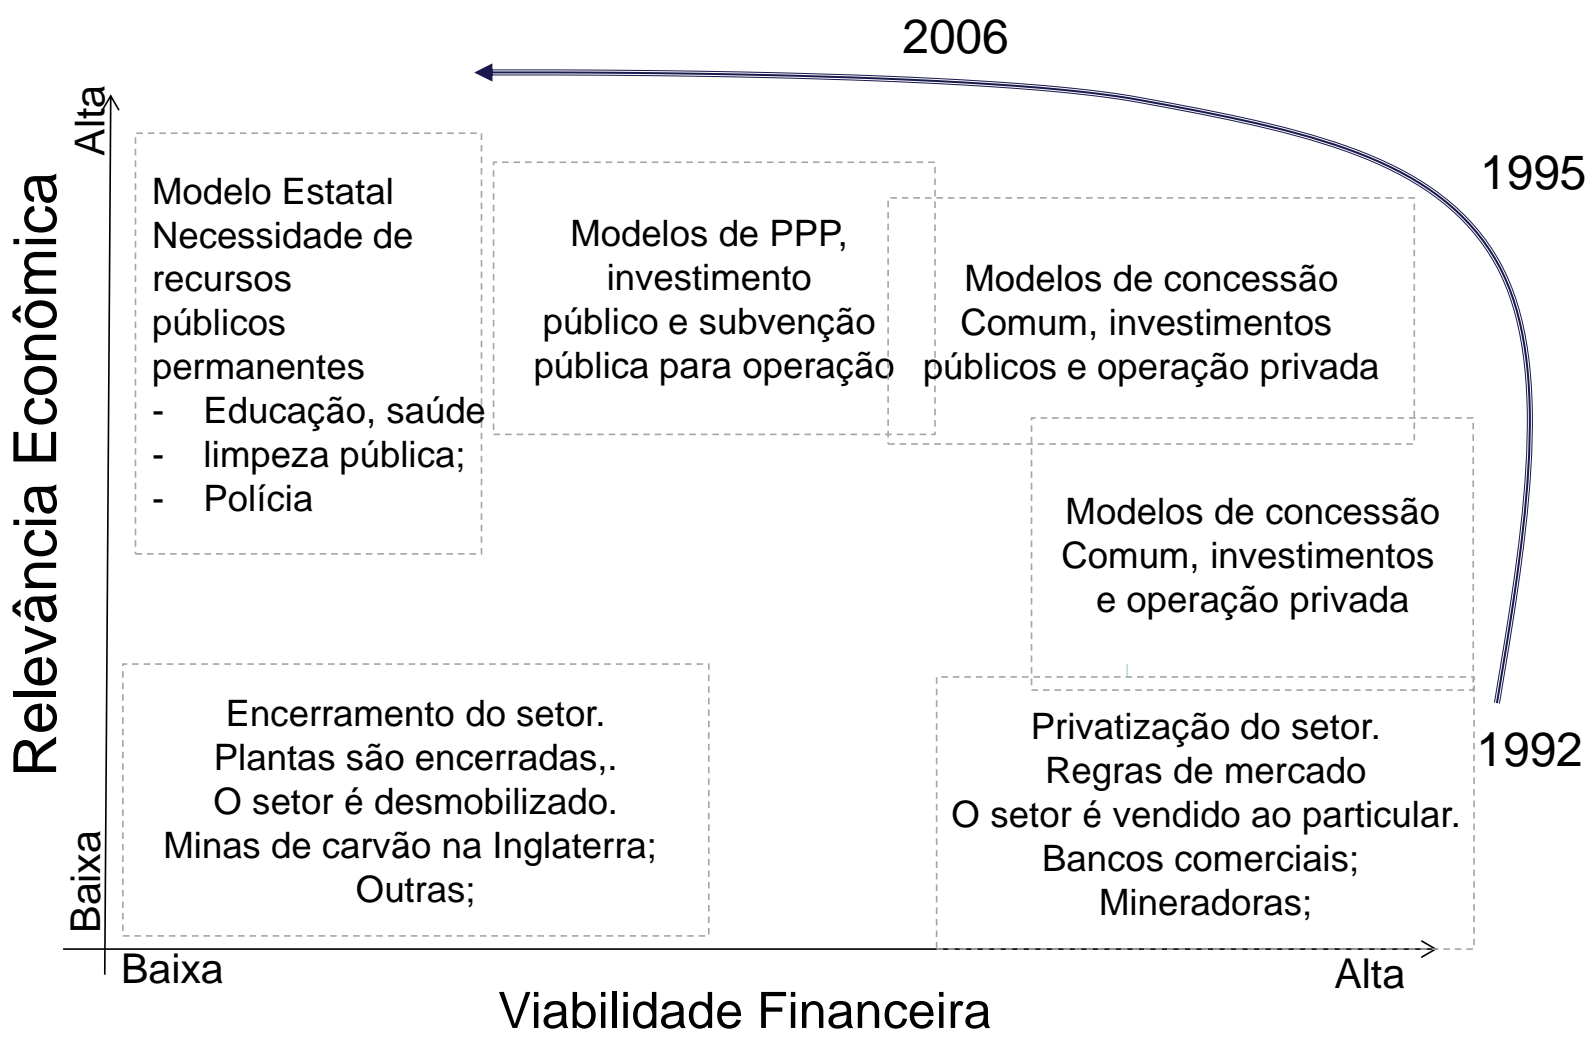 2006
1995
1992
Relevância Econômica
Alta
Baixa
Modelo Estatal
Necessidade de
recursos
públicos
permanentes
- Educação, saúde
- limpeza pública;
- Polícia
Modelos de PPP,
investimento
público e subvenção
pública para operação
Modelos de concessão
Comum, investimentos
públicos e operação privada
Modelos de concessão
Comum, investimentos
e operação privada
Encerramento do setor.
Plantas são encerradas,.
O setor é desmobilizado.
Minas de carvão na Inglaterra;
Outras;
Privatização do setor.
Regras de mercado
O setor é vendido ao particular.
Bancos comerciais;
Mineradoras;
Baixa
Alta
Viabilidade Financeira